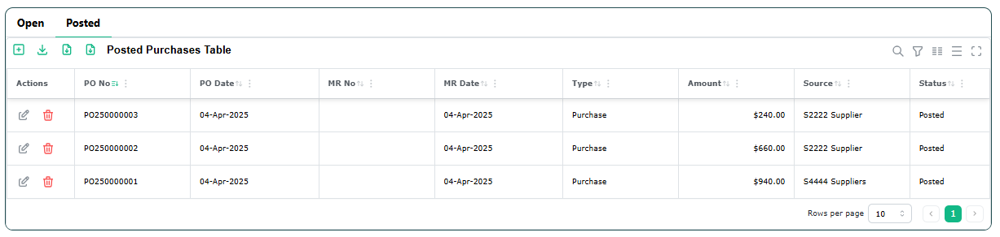 Open Posted
Posted Purchases Table
Actions PO No PO Date MR No MR Date Type Amount Source Status
PO250000003 04-Apr-2025 04-Apr-2025 Purchase $240.00 S2222 Supplier Posted
PO250000002 04-Apr-2025 04-Apr-2025 Purchase $660.00 S2222 Supplier Posted
PO250000001 04-Apr-2025 04-Apr-2025 Purchase $940.00 S4444 Suppliers Posted
Rows per page 10 1